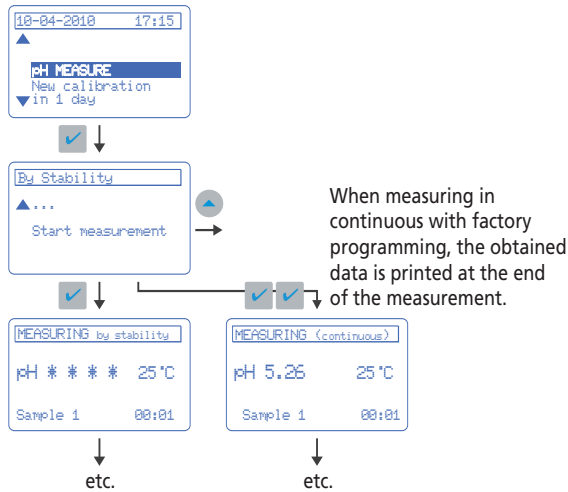 10-04-2010 17:15
pH MEASURE
New calibration
in 1 day
By Stability
...
Start measurement
When measuring in
continuous with factory
programming, the obtained
data is printed at the end
of the measurement.
MEASURING by stability
pH * * * * 25°C
Sample 1 00:01
MEASURING (continuous)
pH 5.26 25°C
Sample 1 00:01
etc.
etc.